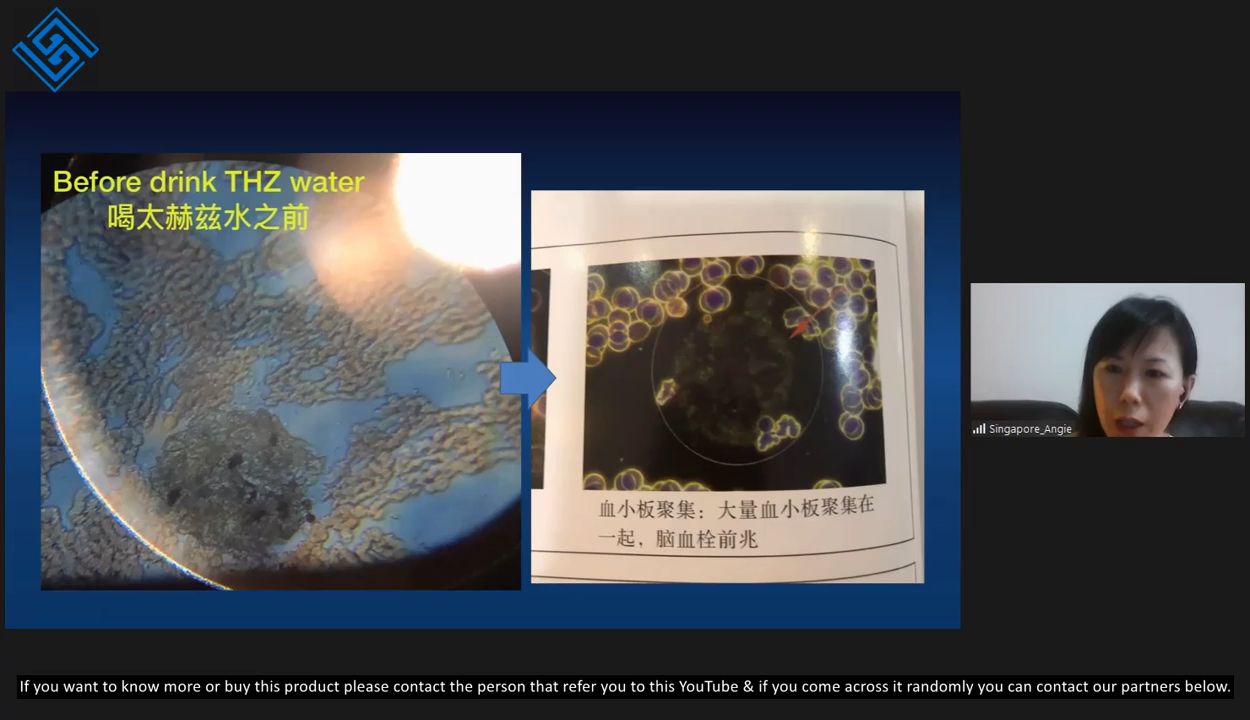 Before drink THZ water
喝太赫兹水之前
血小板聚集：大量血小板聚集在
一起，脑血栓前兆
Singapore_Angie
If you want to know more or buy this product please contact the person that refer you to this YouTube & if you come across it randomly you can contact our partners below.